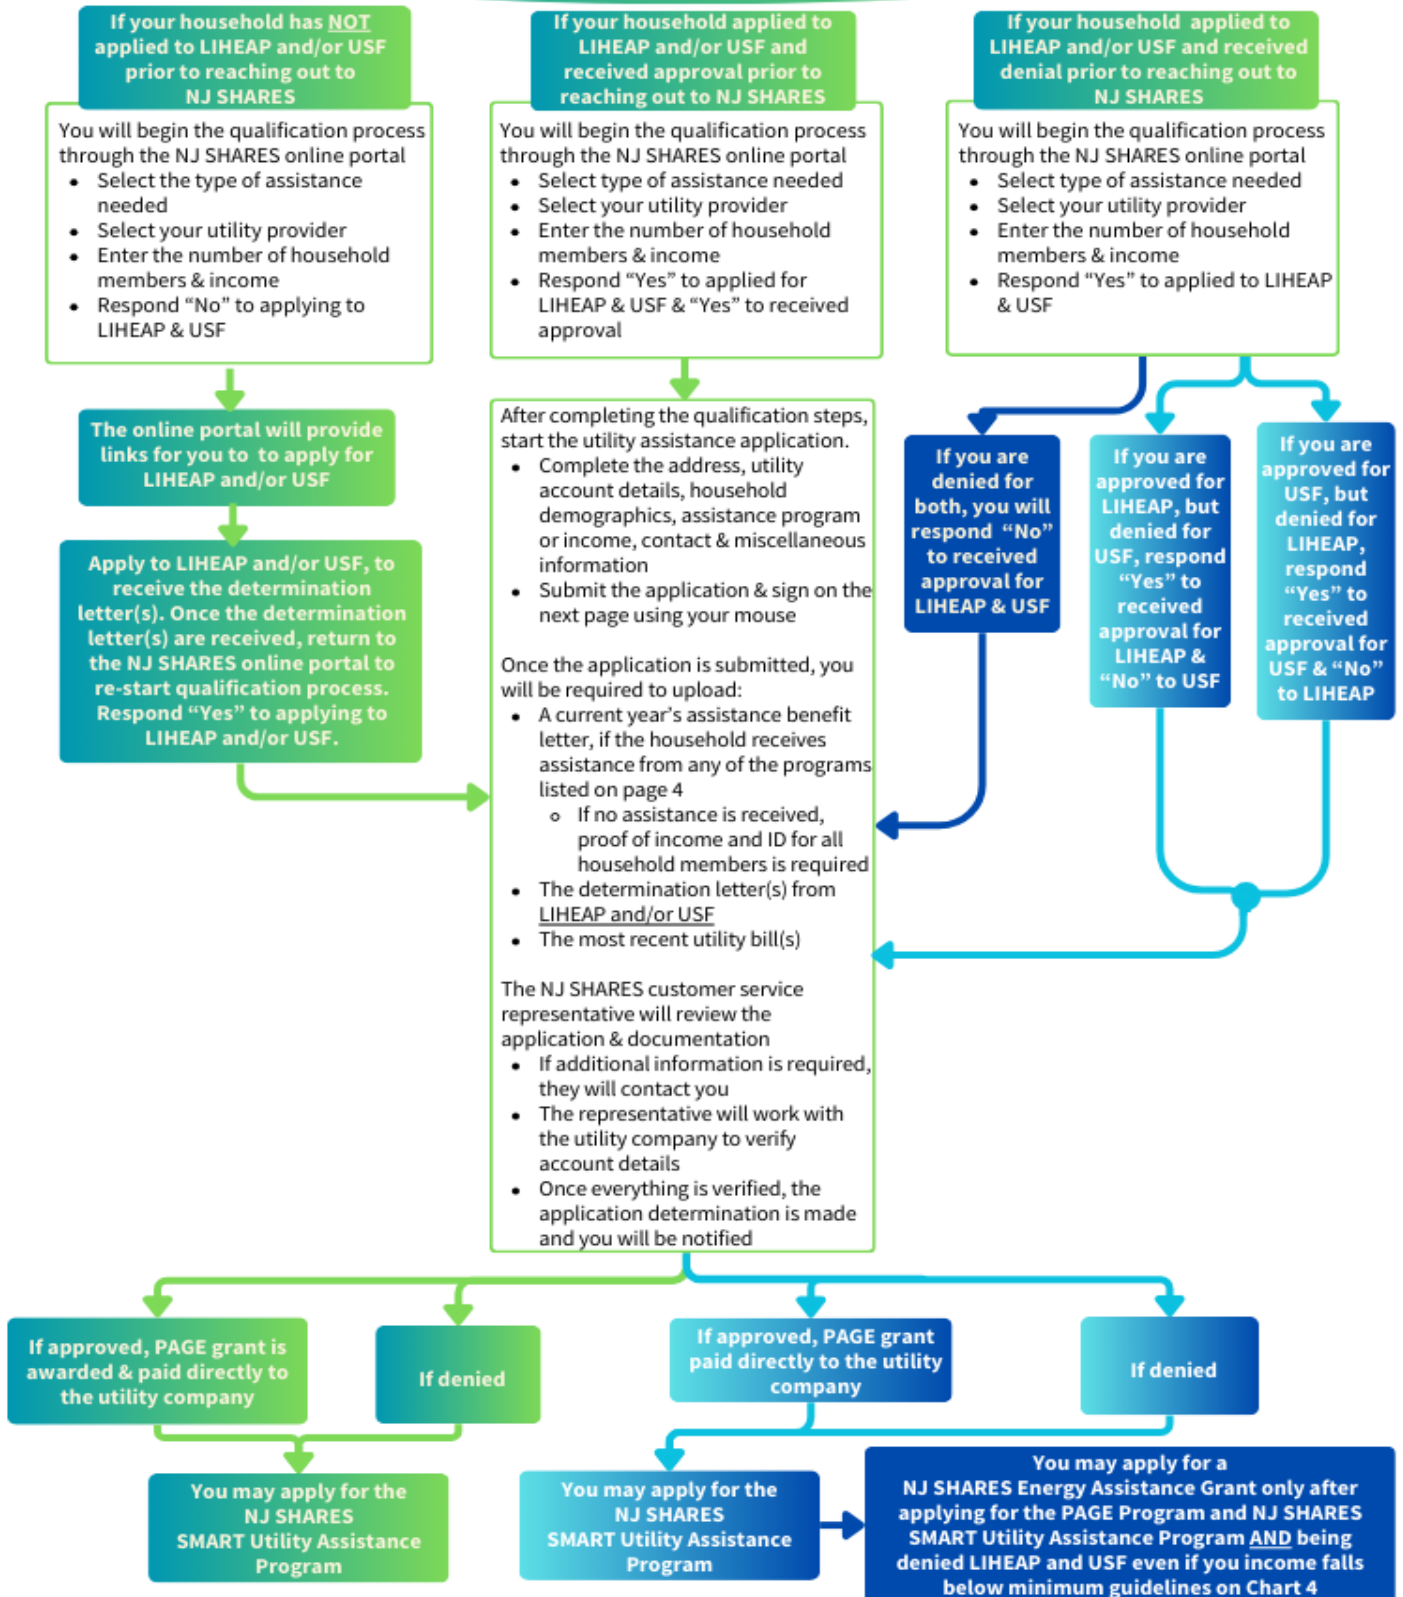 If your household has NOT
applied to LIHEAP and/or USF
prior to reaching out to
NJ SHARES
You will begin the qualification process
through the NJ SHARES online portal
• Select the type of assistance
needed
• Select your utility provider
• Enter the number of household
members & income
• Respond “No” to applying to
LIHEAP & USF
The online portal will provide
links for you to to apply for
LIHEAP and/or USF
Apply to LIHEAP and/or USF, to
receive the determination
letter(s). Once the determination
letter(s) are received, return to
the NJ SHARES online portal to
re-start qualification process.
Respond “Yes” to applying to
LIHEAP and/or USF.
If your household applied to
LIHEAP and/or USF and
received approval prior to
reaching out to NJ SHARES
You will begin the qualification process
through the NJ SHARES online portal
• Select type of assistance needed
• Select your utility provider
• Enter the number of household
members & income
• Respond “Yes” to applied for
LIHEAP & USF & “Yes” to received
approval
After completing the qualification steps,
start the utility assistance application.
• Complete the address, utility
account details, household
demographics, assistance program
or income, contact & miscellaneous
information
• Submit the application & sign on the
next page using your mouse
Once the application is submitted, you
will be required to upload:
• A current year’s assistance benefit
letter, if the household receives
assistance from any of the programs
listed on page 4
○ If no assistance is received,
proof of income and ID for all
household members is required
• The determination letter(s) from
LIHEAP and/or USF
• The most recent utility bill(s)
The NJ SHARES customer service
representative will review the
application & documentation
• If additional information is required,
they will contact you
• The representative will work with
the utility company to verify
account details
• Once everything is verified, the
application determination is made
and you will be notified
If your household applied to
LIHEAP and/or USF and received
denial prior to reaching out to
NJ SHARES
You will begin the qualification process
through the NJ SHARES online portal
• Select type of assistance needed
• Select your utility provider
• Enter the number of household
members & income
• Respond “Yes” to applied to LIHEAP
& USF
If you are
denied for
both, you will
respond “No”
to received
approval for
LIHEAP & USF
If you are
approved for
LIHEAP, but
denied for
USF, respond
“Yes” to
received
approval for
LIHEAP &
“No” to USF
If you are
approved for
USF, but
denied for
LIHEAP,
respond
“Yes” to
received
approval for
USF & “No”
to LIHEAP
If approved, PAGE grant is
awarded & paid directly to
the utility company
If denied
You may apply for the
NJ SHARES
SMART Utility Assistance
Program
If approved, PAGE grant
paid directly to the utility
company
If denied
You may apply for the
NJ SHARES
SMART Utility Assistance
Program
You may apply for a
NJ SHARES Energy Assistance Grant only after
applying for the PAGE Program and NJ SHARES
SMART Utility Assistance Program AND being
denied LIHEAP and USF even if you income falls
below minimum guidelines on Chart 4